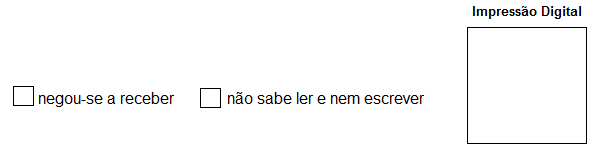 Impressão Digital
negou-se a receber
não sabe ler e nem escrever